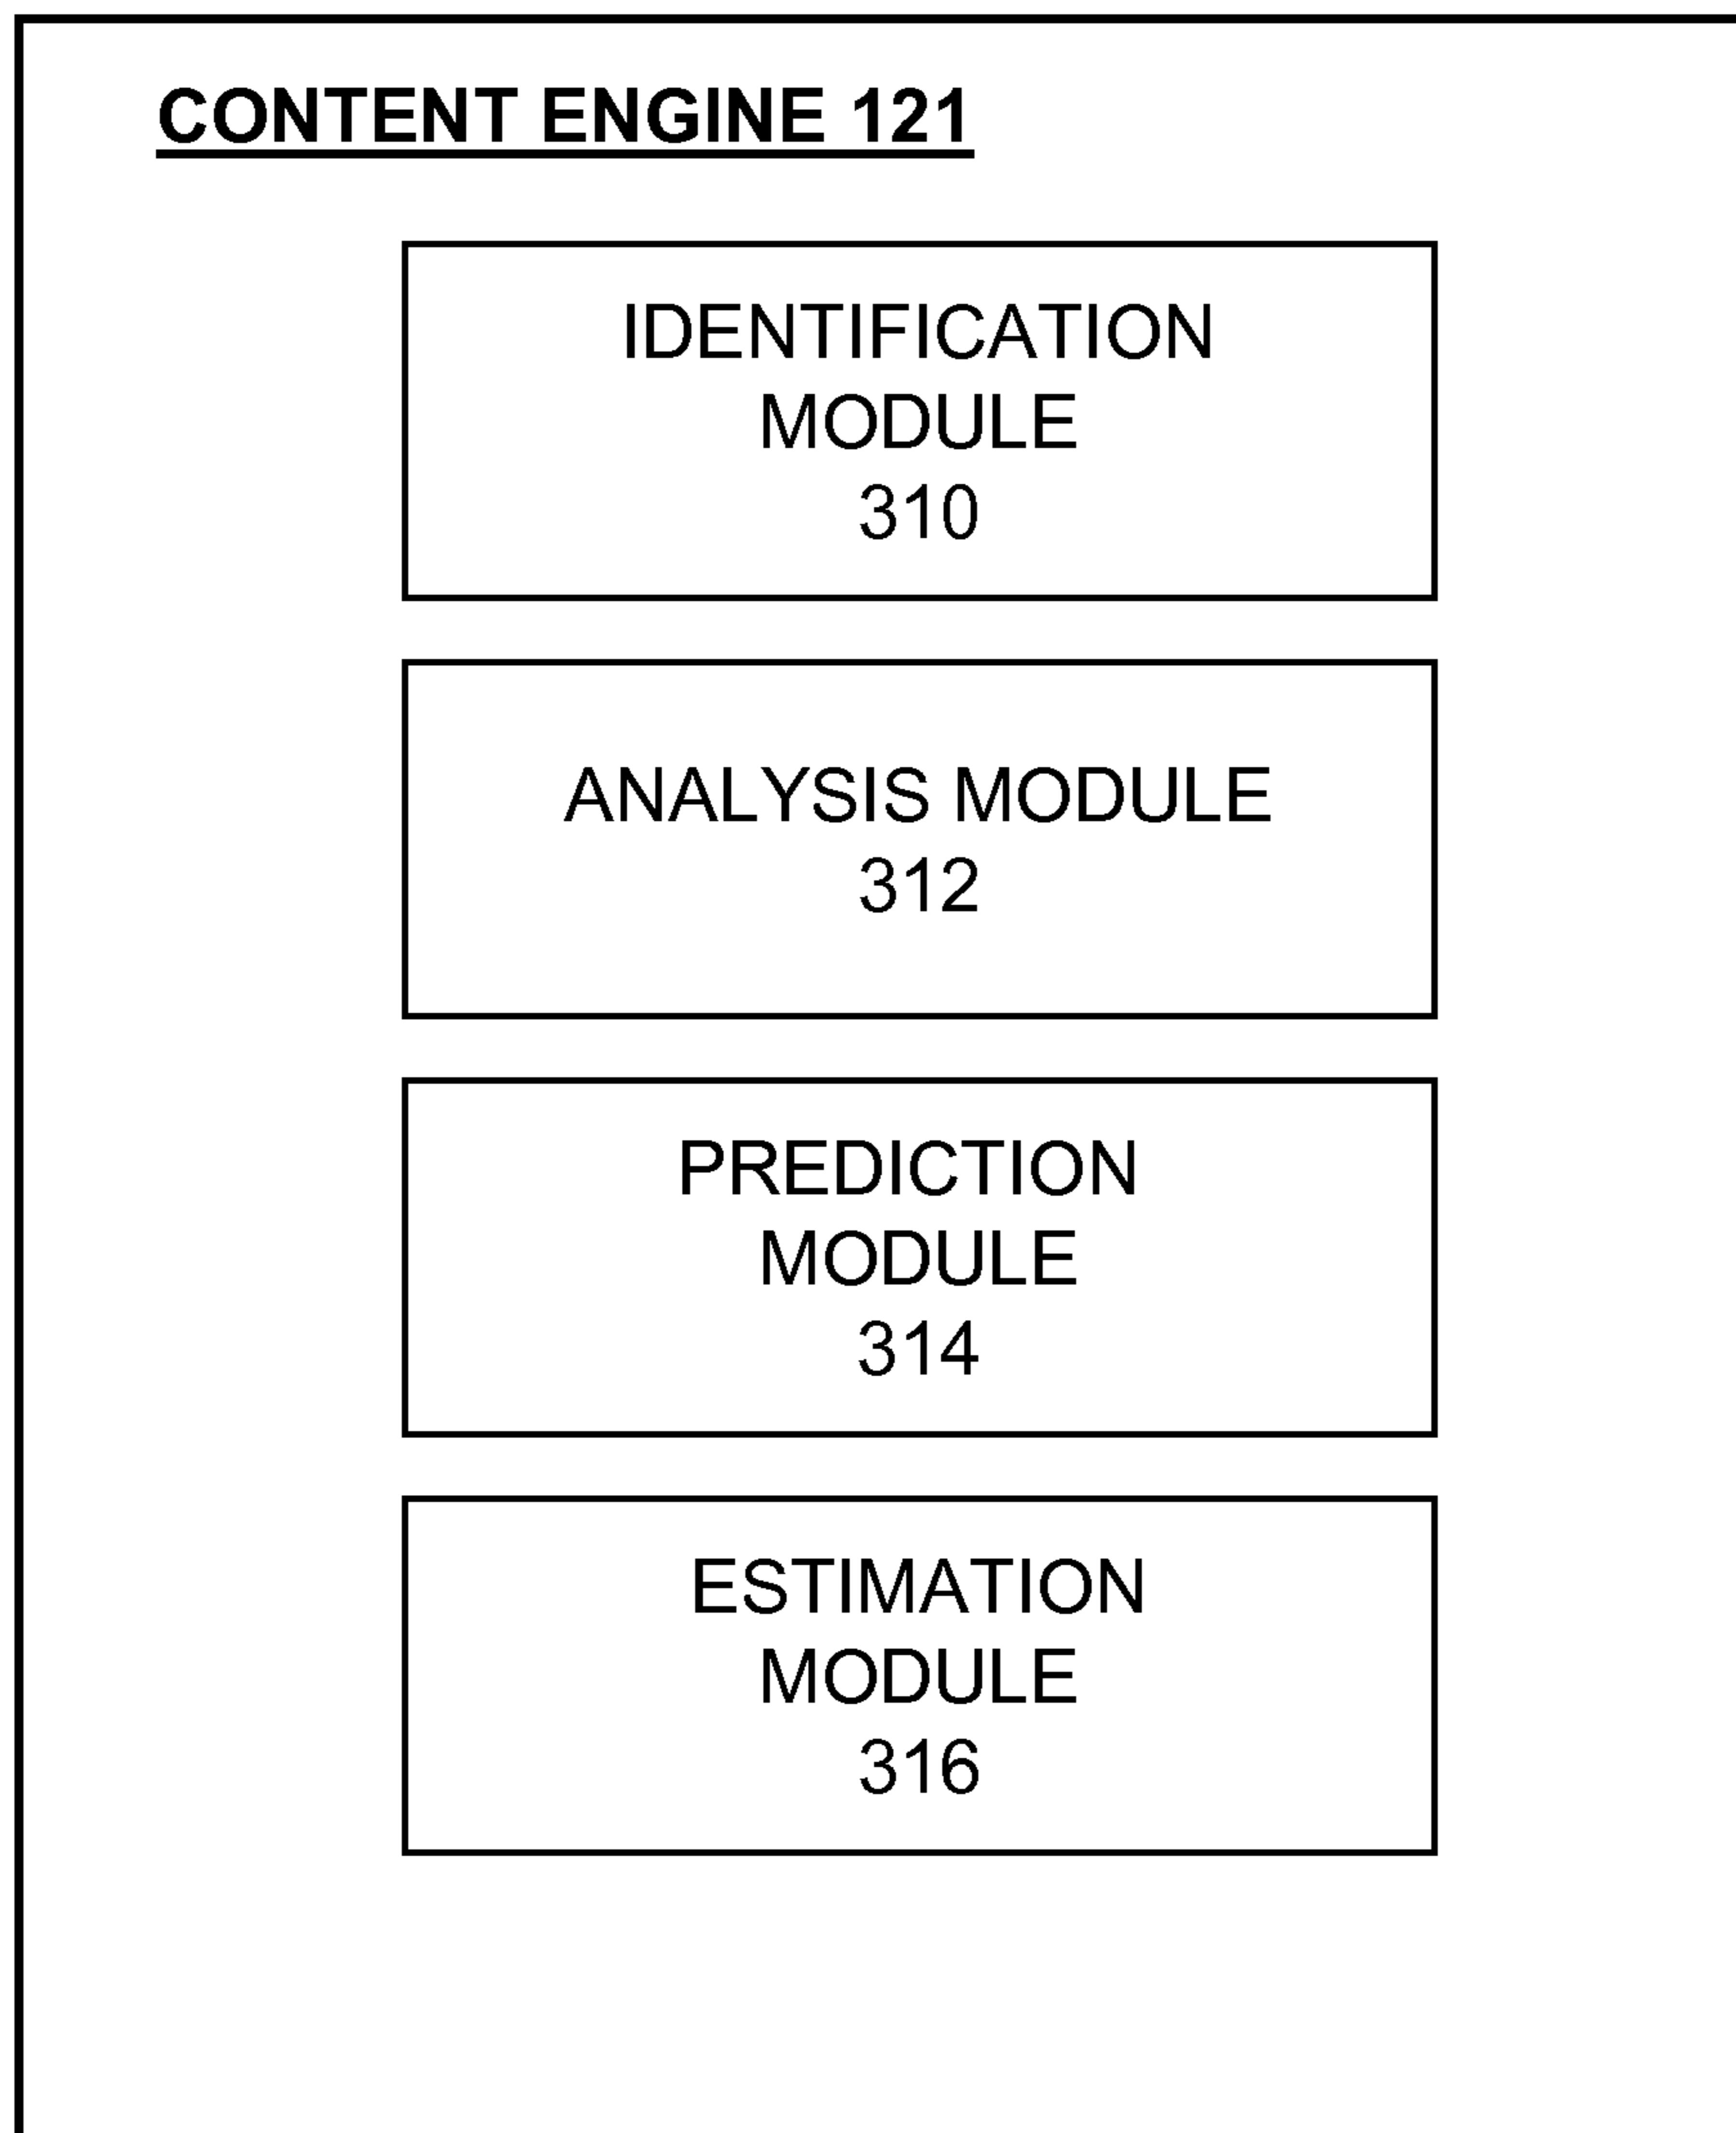 CONTENT ENGINE 121
IDENTIFICATION
MODULE
310
ANALYSIS MODULE
312
PREDICTION
MODULE
314
ESTIMATION
MODULE
316